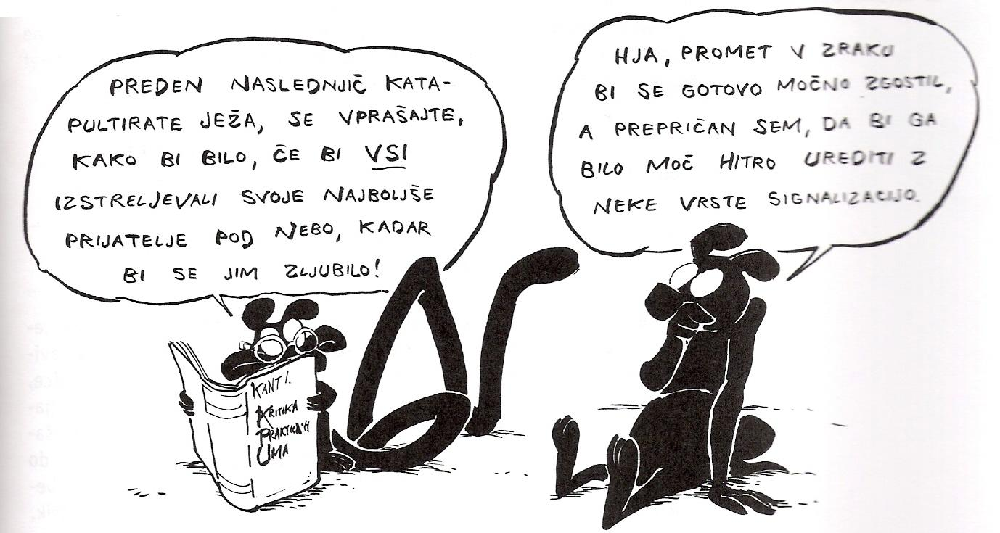 PREDEN NASLEDNJIČ KATA-
PULTIRATE JEŽA, SE VPRAŠAJTE,
KAKO BI BILO, ČE BI VSI
IZSTRELJEVALI SVOJE NAJBOLJŠE
PRIJATELJE POD NEBO, KADAR
BI SE JIM ZLJUBILO!
HJA, PROMET V ZRAKU
BI SE GOTOVO MOČNO ZGOSTIL,
A PREPRIČAN SEM, DA BI GA
BILO MOČ HITRO UREDITI Z
NEKE VRSTE SIGNALIZACIJO.
KANT I.
KRITIKA
UMA